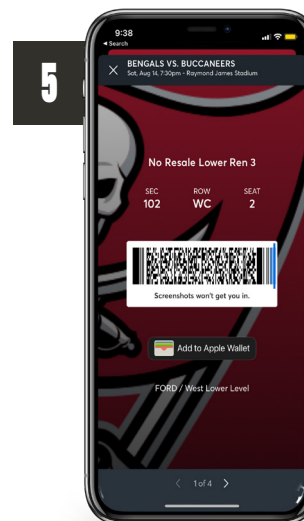 5
9:38
Search
BENGALS VS. BUCCANEERS
Sat, Aug 14, 7:30pm - Raymond James Stadium
No Resale Lower Ren 3
SEC ROW SEAT
102 WC 2
Screenshots won't get you in.
Add to Apple Wallet
FORD / West Lower Level
1 of 4